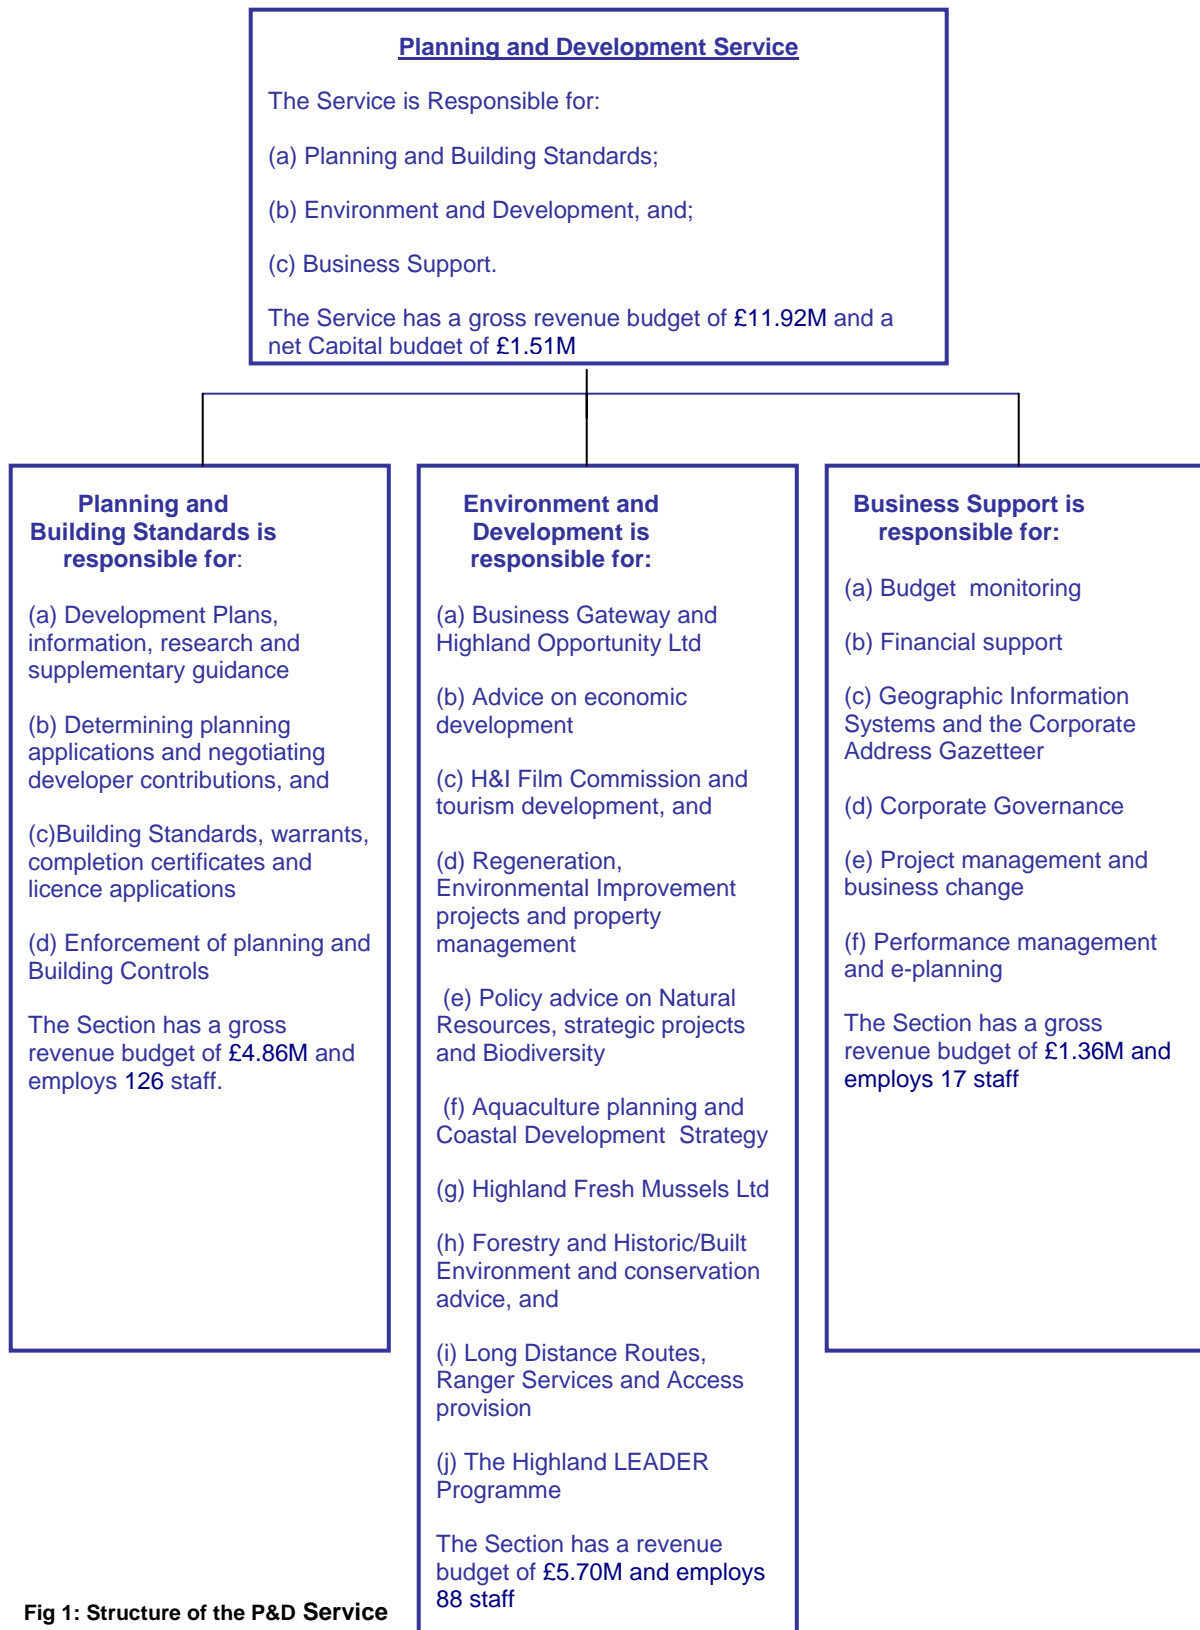 Planning and Development Service
The Service is Responsible for:
(a) Planning and Building Standards;
(b) Environment and Development, and;
(c) Business Support.
The Service has a gross revenue budget of £11.92M and a
net Capital budget of £1.51M
Planning and
Building Standards is
responsible for:
(a) Development Plans,
information, research and
supplementary guidance
(b) Determining planning
applications and negotiating
developer contributions, and
(c)Building Standards, warrants,
completion certificates and
licence applications
(d) Enforcement of planning and
Building Controls
The Section has a gross
revenue budget of £4.86M and
employs 126 staff.
Environment and
Development is
responsible for:
(a) Business Gateway and
Highland Opportunity Ltd
(b) Advice on economic
development
(c) H&I Film Commission and
tourism development, and
(d) Regeneration,
Environmental Improvement
projects and property
management
(e) Policy advice on Natural
Resources, strategic projects
and Biodiversity
(f) Aquaculture planning and
Coastal Development  Strategy
(g) Highland Fresh Mussels Ltd
(h) Forestry and Historic/Built
Environment and conservation
advice, and
(i) Long Distance Routes,
Ranger Services and Access
provision
(j) The Highland LEADER
Programme
The Section has a revenue
budget of £5.70M and employs
88 staff
Business Support is
responsible for:
(a) Budget  monitoring
(b) Financial support
(c) Geographic Information
Systems and the Corporate
Address Gazetteer
(d) Corporate Governance
(e) Project management and
business change
(f) Performance management
and e-planning
The Section has a gross
revenue budget of £1.36M and
employs 17 staff
Fig 1: Structure of the P&D Service